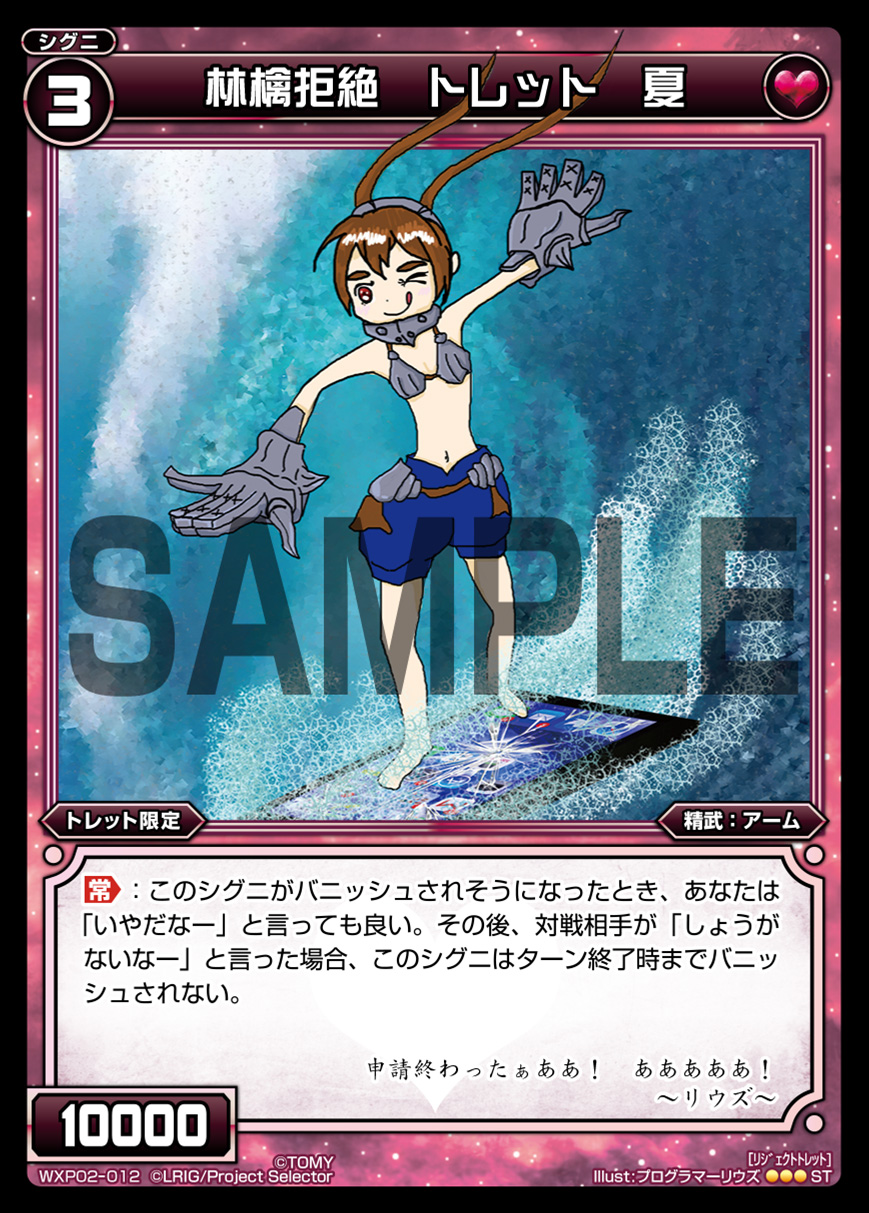 シグニ
3
林檎拒絶　トレット　夏
SAMPLE
トレット限定
精武：アーム
常：このシグニがバニッシュされそうになったとき、あなたは
「いやだなー」と言っても良い。その後、対戦相手が「しょうが
ないなー」と言った場合、このシグニはターン終了時までバニッ
シュされない。
申請終わったぁああ！　あああああ！
～リウズ～
10000
©TOMY
WXP02-012 ©LRIG/Project Selector
[リジェクトトレット]
Illust:プログラマーリウズ ST